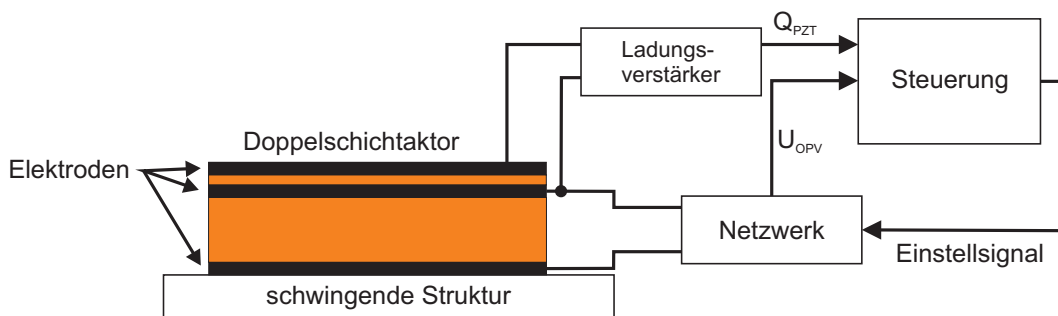 Q_PZT
Ladungs-
verstärker
Steuerung
Doppelschichtaktor
U_OPV
Elektroden
Netzwerk
Einstellsignal
schwingende Struktur